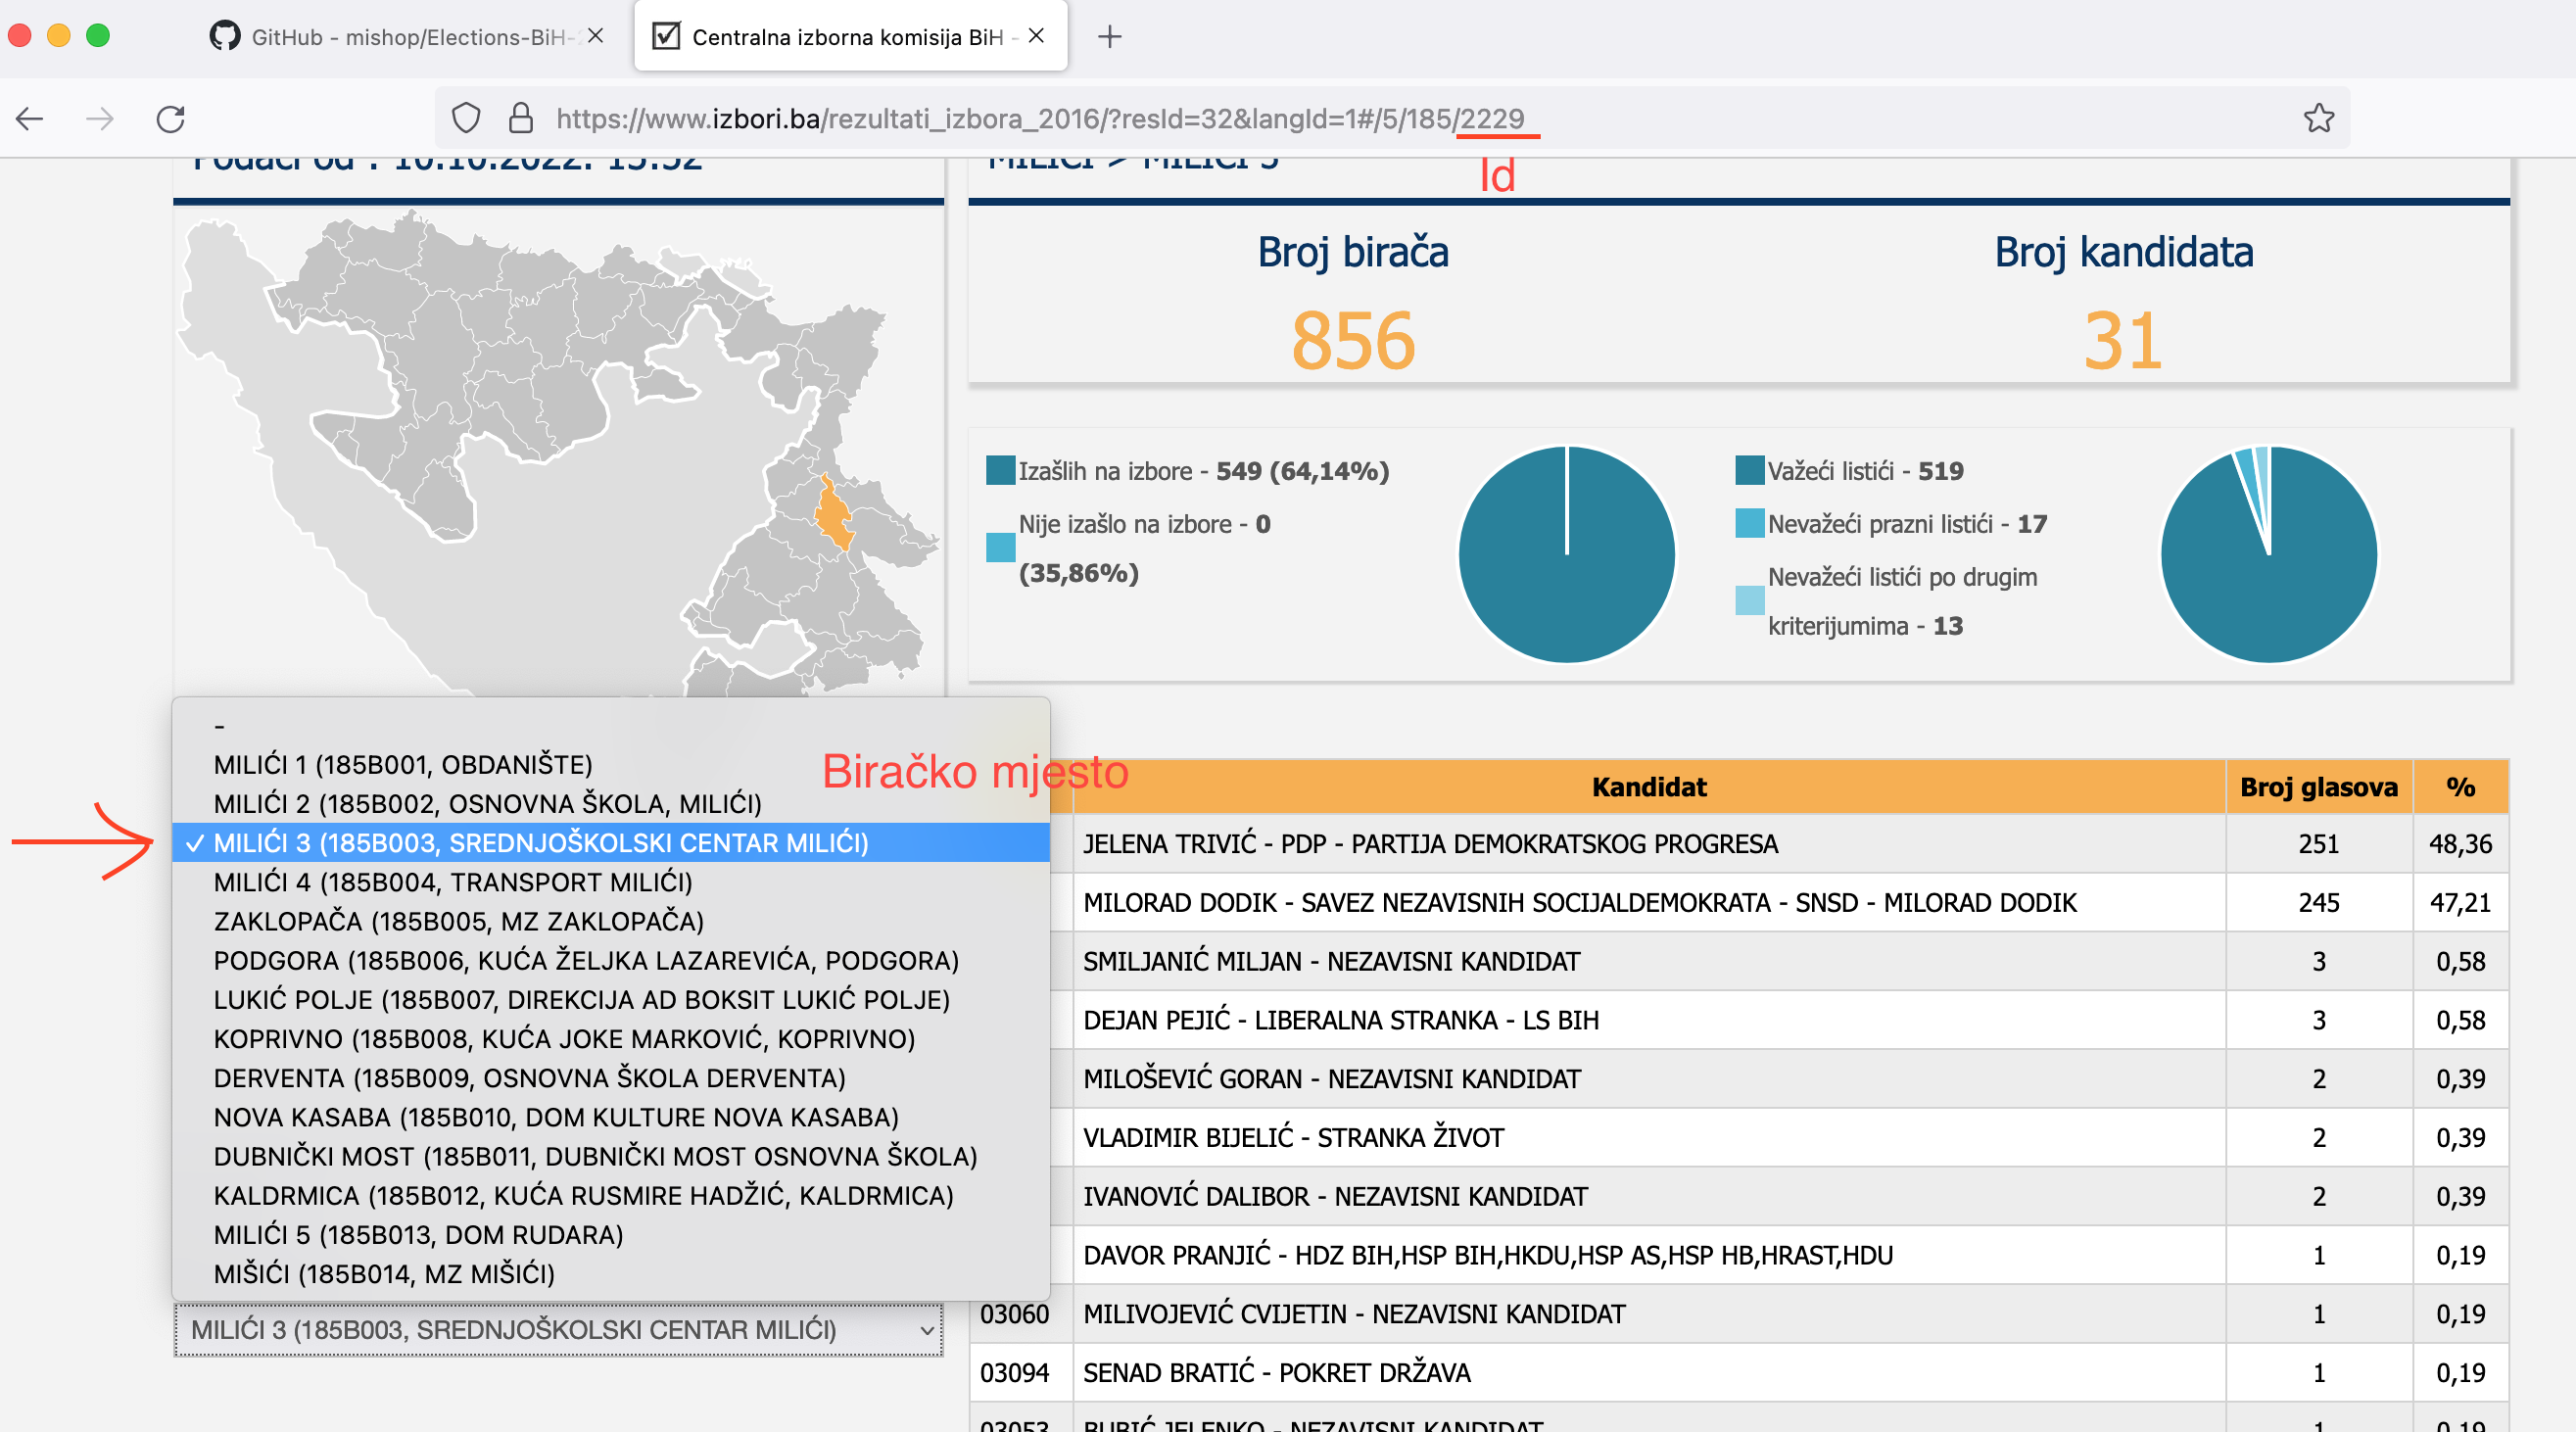 GitHub - mishop/Elections-BiH-
Centralna izborna komisija BiH -
https://www.izbori.ba/rezultati_izbora_2016/?resId=32&langId=1#/5/185/2229
Id
Podaci od : 10.10.2022. 15:52
MILIĆI > MILIĆI 3
Broj birača
Broj kandidata
856
31
Izašlih na izbore - 549 (64,14%)
Nije izašlo na izbore - 0
(35,86%)
Važeći listići - 519
Nevažeći prazni listići - 17
Nevažeći listići po drugim
kriterijumima - 13
-
MILIĆI 1 (185B001, OBDANIŠTE)
MILIĆI 2 (185B002, OSNOVNA ŠKOLA, MILIĆI)
✓ MILIĆI 3 (185B003, SREDNJOŠKOLSKI CENTAR MILIĆI)
MILIĆI 4 (185B004, TRANSPORT MILIĆI)
ZAKLOPAČA (185B005, MZ ZAKLOPAČA)
PODGORA (185B006, KUĆA ŽELJKA LAZAREVIĆA, PODGORA)
LUKIĆ POLJE (185B007, DIREKCIJA AD BOKSIT LUKIĆ POLJE)
KOPRIVNO (185B008, KUĆA JOKE MARKOVIĆ, KOPRIVNO)
DERVENTA (185B009, OSNOVNA ŠKOLA DERVENTA)
NOVA KASABA (185B010, DOM KULTURE NOVA KASABA)
DUBNIČKI MOST (185B011, DUBNIČKI MOST OSNOVNA ŠKOLA)
KALDRMICA (185B012, KUĆA RUSMIRE HADŽIĆ, KALDRMICA)
MILIĆI 5 (185B013, DOM RUDARA)
MIŠIĆI (185B014, MZ MIŠIĆI)
MILIĆI 3 (185B003, SREDNJOŠKOLSKI CENTAR MILIĆI)
Biračko mjesto
Kandidat Broj glasova %
JELENA TRIVIĆ - PDP - PARTIJA DEMOKRATSKOG PROGRESA 251 48,36
MILORAD DODIK - SAVEZ NEZAVISNIH SOCIJALDEMOKRATA - SNSD - MILORAD DODIK 245 47,21
SMILJANIĆ MILJAN - NEZAVISNI KANDIDAT 3 0,58
DEJAN PEJIĆ - LIBERALNA STRANKA - LS BIH 3 0,58
MILOŠEVIĆ GORAN - NEZAVISNI KANDIDAT 2 0,39
VLADIMIR BIJELIĆ - STRANKA ŽIVOT 2 0,39
IVANOVIĆ DALIBOR - NEZAVISNI KANDIDAT 2 0,39
DAVOR PRANJIĆ - HDZ BIH,HSP BIH,HKDU,HSP AS,HSP HB,HRAST,HDU 1 0,19
03060 MILIVOJEVIĆ CVIJETIN - NEZAVISNI KANDIDAT 1 0,19
03094 SENAD BRATIĆ - POKRET DRŽAVA 1 0,19
03053 BUBIĆ JELENKO - NEZAVISNI KANDIDAT 1 0,19